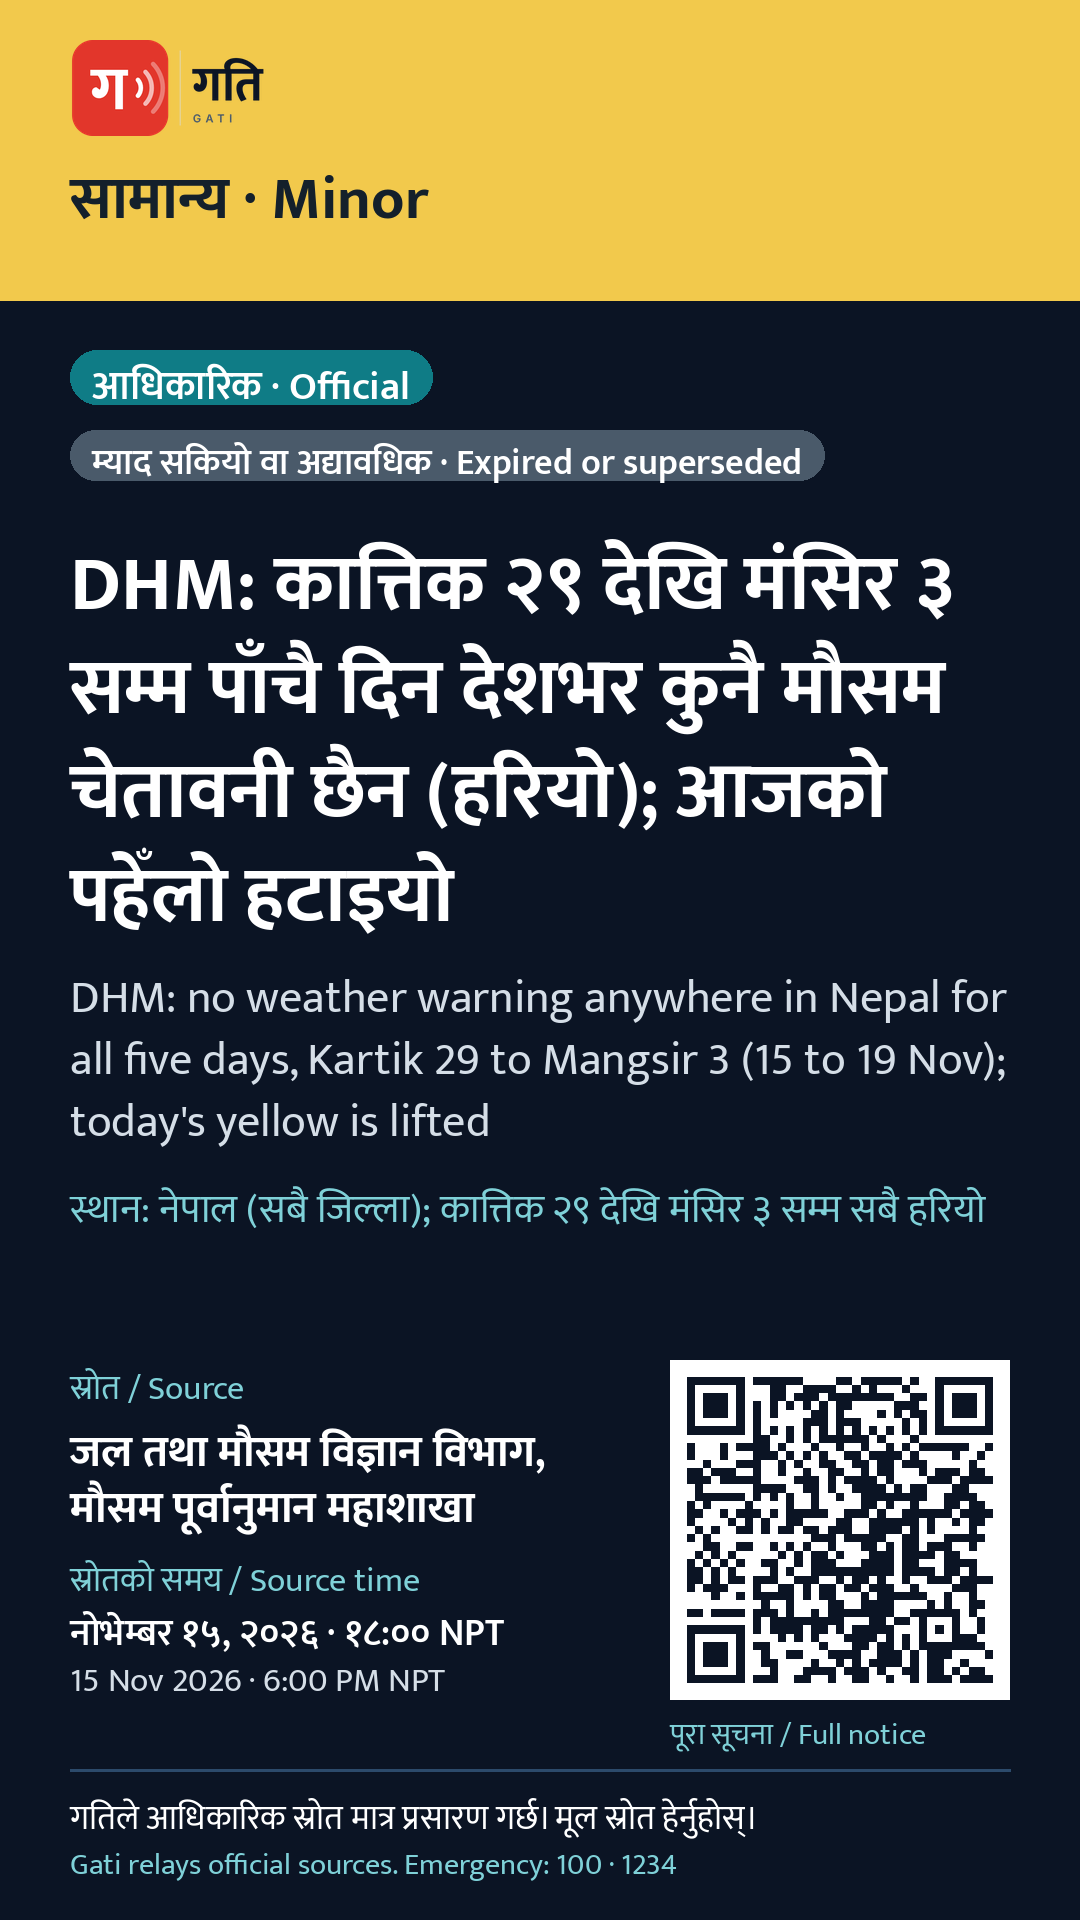 ग
गति
GATI
सामान्य · Minor
आधिकारिक · Official
म्याद सकियो वा अद्यावधिक · Expired or superseded
DHM: कात्तिक २९ देखि मंसिर ३
सम्म पाँचै दिन देशभर कुनै मौसम
चेतावनी छैन (हरियो); आजको
पहेँलो हटाइयो
DHM: no weather warning anywhere in Nepal for
all five days, Kartik 29 to Mangsir 3 (15 to 19 Nov);
today's yellow is lifted
स्थान: नेपाल (सबै जिल्ला); कात्तिक २९ देखि मंसिर ३ सम्म सबै हरियो
स्रोत / Source
जल तथा मौसम विज्ञान विभाग,
मौसम पूर्वानुमान महाशाखा
स्रोतको समय / Source time
नोभेम्बर १५, २०२६ · १८:०० NPT
15 Nov 2026 · 6:00 PM NPT
पूरा सूचना / Full notice
गतिले आधिकारिक स्रोत मात्र प्रसारण गर्छ। मूल स्रोत हेर्नुहोस्।
Gati relays official sources. Emergency: 100 · 1234